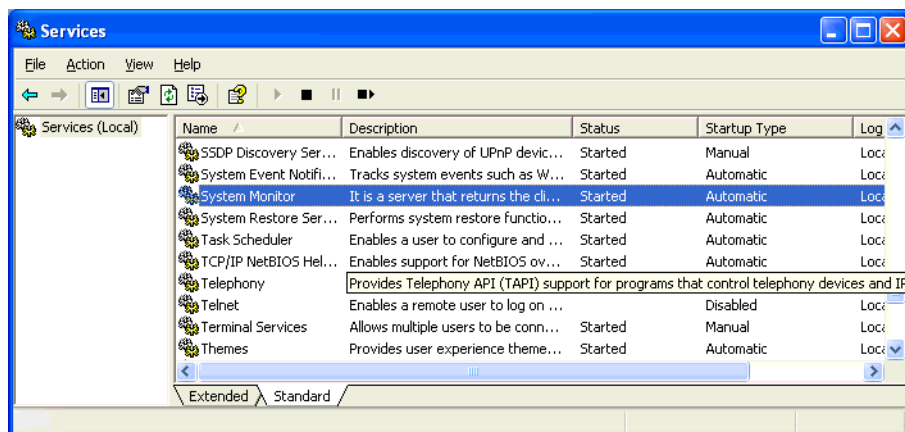 Services
File Action View Help
Services (Local)
Name Description Status Startup Type Log
SSDP Discovery Ser... Enables discovery of UPnP devic... Started Manual Loca
System Event Notifi... Tracks system events such as W... Started Automatic Loca
System Monitor It is a server that returns the cli... Started Automatic Loca
System Restore Ser... Performs system restore functio... Started Automatic Loca
Task Scheduler Enables a user to configure and ... Started Automatic Loca
TCP/IP NetBIOS Hel... Enables support for NetBIOS ov... Started Automatic Loca
Telephony Provides Telephony API (TAPI) support for programs that control telephony devices and IP
Telnet Enables a remote user to log on ... Disabled Loca
Terminal Services Allows multiple users to be conn... Started Manual Loca
Themes Provides user experience theme... Started Automatic Loca
Extended Standard